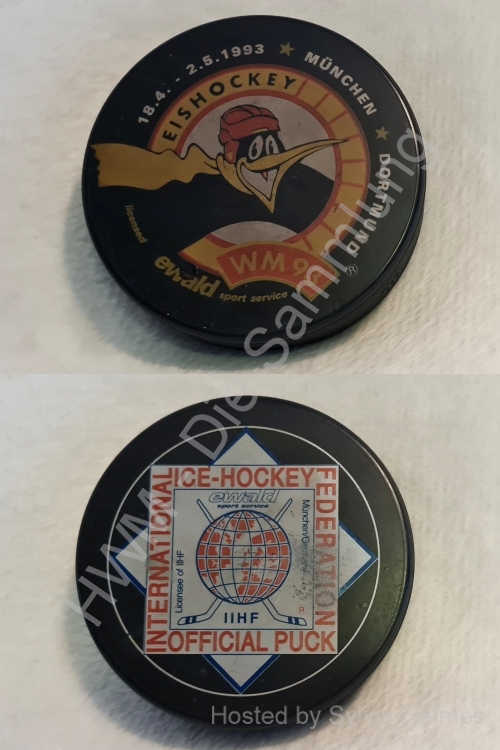 18.4. - 2.5.1993 ★ MÜNCHEN ★ DORTMUND
EISHOCKEY
licensed
WM 9
ewald
sport service
®
ICE-HOCKEY
FEDERATION
INTERNATIONAL
ewald
sport service
Licensee of IIHF
IIHF
®
OFFICIAL PUCK
HWM
Die Sammlung
Hosted by